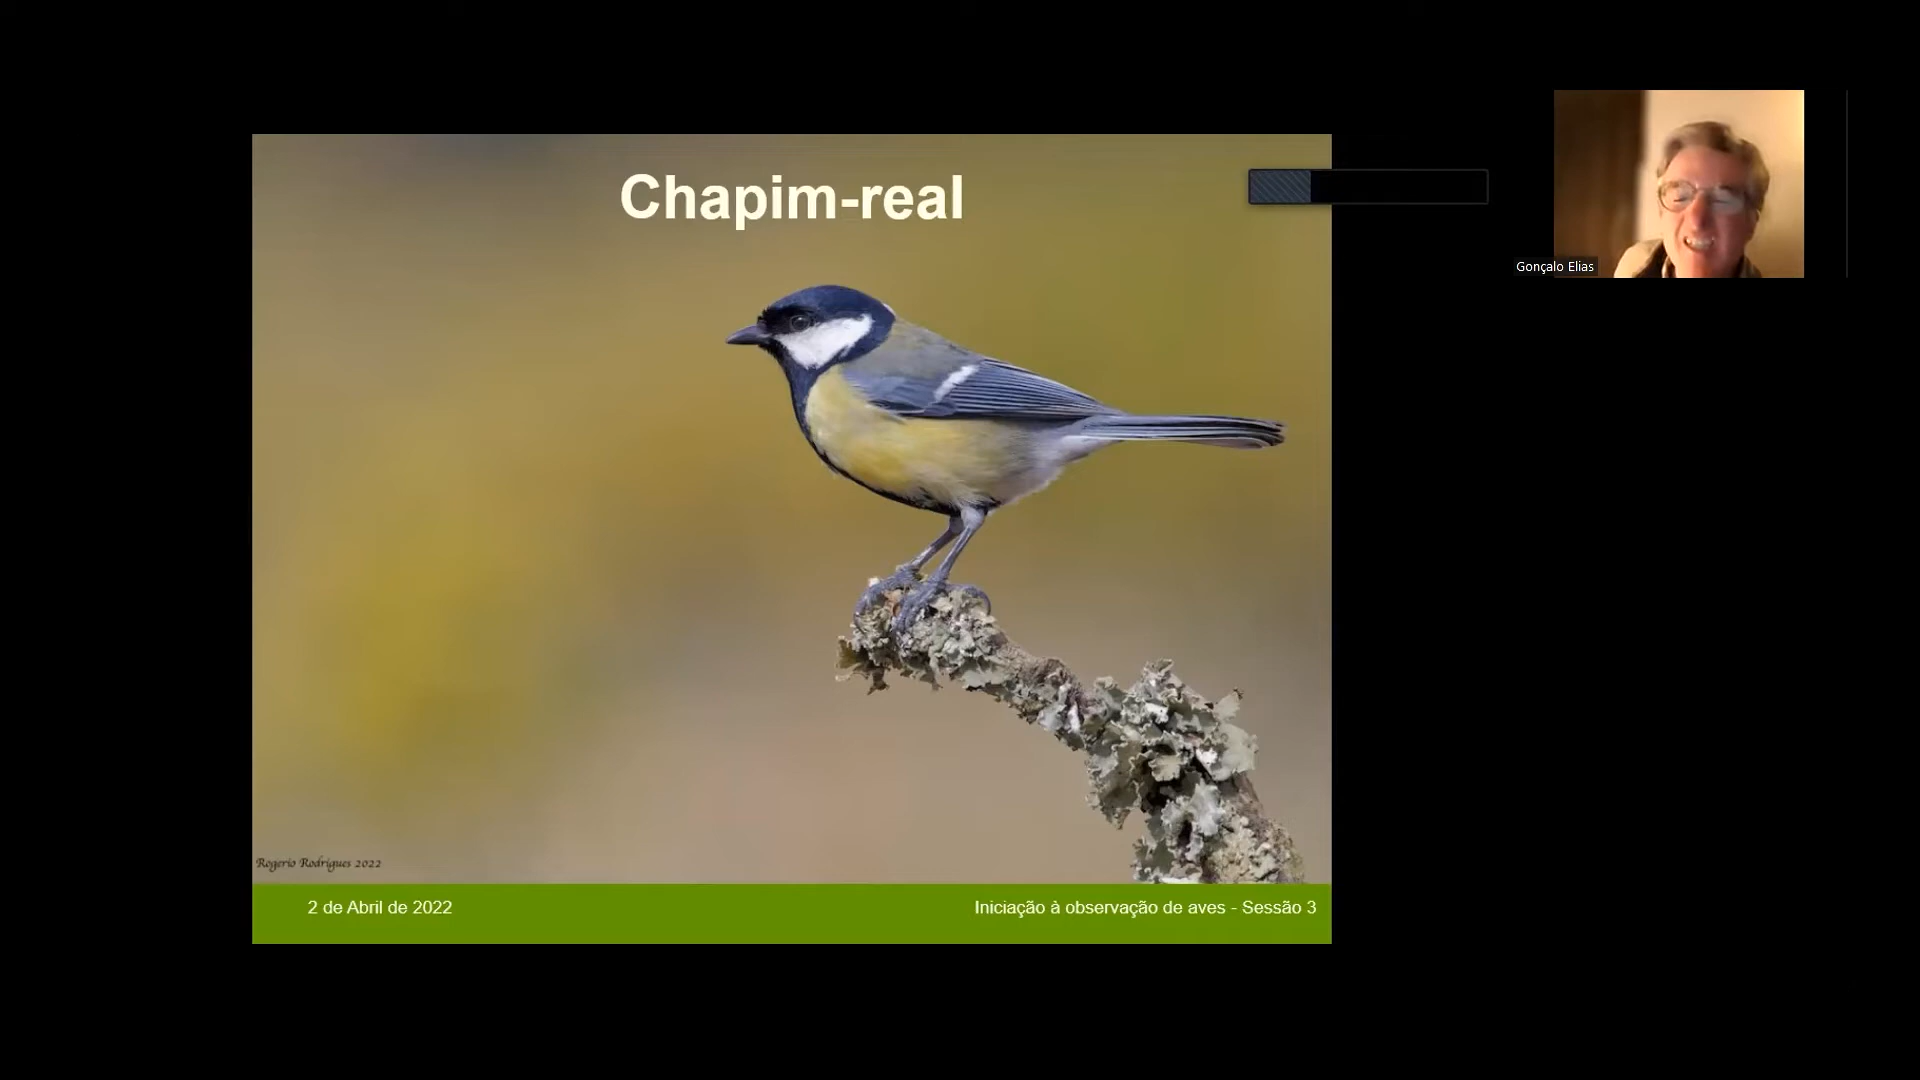 Chapim-real
Gonçalo Elias
Rogerio Rodrigues 2022
2 de Abril de 2022
Iniciação à observação de aves - Sessão 3